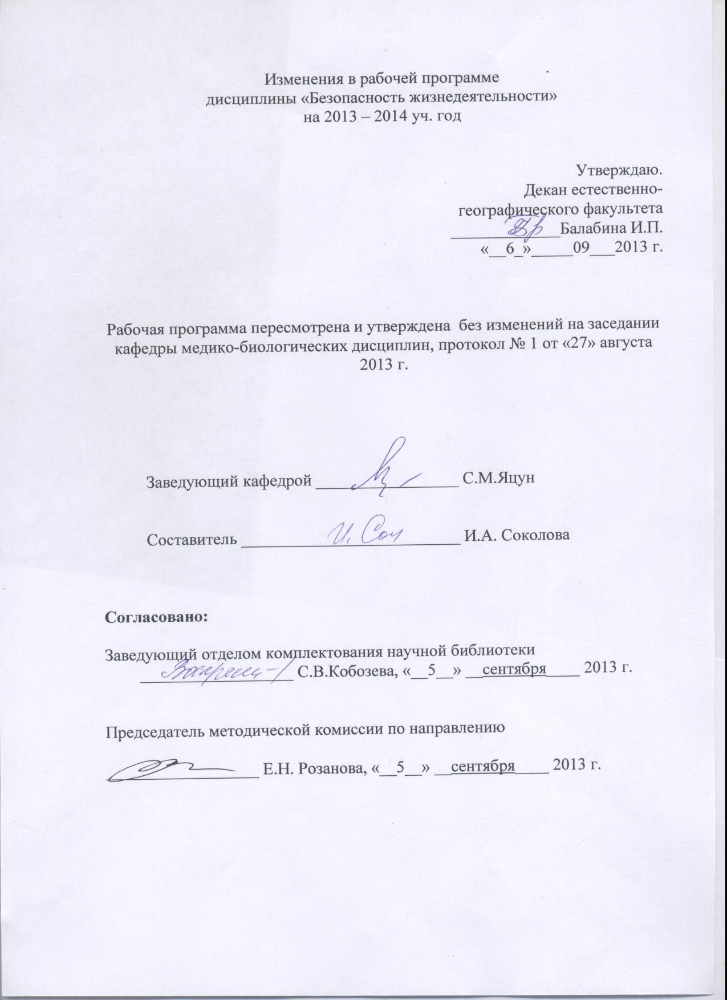 Изменения в рабочей программе
дисциплины «Безопасность жизнедеятельности»
на 2013 – 2014 уч. год
Утверждаю.
Декан естественно-
географического факультета
_____________Балабина И.П.
«__6_»_____09___2013 г.
Рабочая программа пересмотрена и утверждена без изменений на заседании
кафедры медико-биологических дисциплин, протокол № 1 от «27» августа
2013 г.
Заведующий кафедрой _________________ С.М.Яцун
Составитель __________________________ И.А. Соколова
Согласовано:
Заведующий отделом комплектования научной библиотеки
__________________ С.В.Кобозева, «__5__» __сентября____ 2013 г.
Председатель методической комиссии по направлению
__________________ Е.Н. Розанова, «__5__» __сентября____ 2013 г.